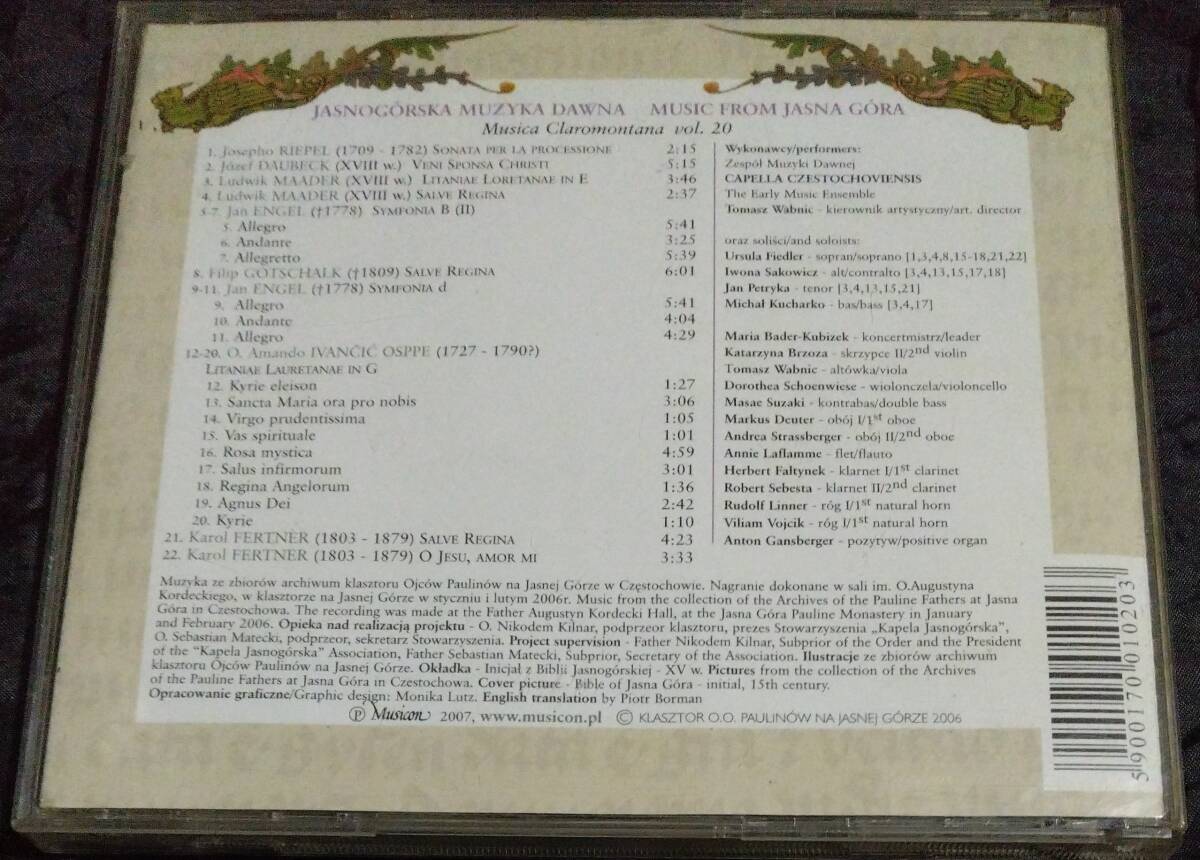 JASNOGÓRSKA MUZYKA DAWNA MUSIC FROM JASNA GÓRA
Musica Claromontana vol. 20
1. Josepho RIEPEL (1709 - 1782) SONATA PER LA PROCESSIONE 2:15
2. Józef DAUBECK (XVIII w.) VENI SPONSA CHRISTI 5:15
3. Ludwik MAADER (XVIII w.) LITANIAE LORETANAE IN E 3:46
4. Ludwik MAADER (XVIII w.) SALVE REGINA 2:37
5-7. Jan ENGEL (†1778) SYMFONIA B (II)
5. Allegro 5:41
6. Andante 3:25
7. Allegretto 5:39
8. Filip GOTSCHALK (†1809) SALVE REGINA 6:01
9-11. Jan ENGEL (†1778) SYMFONIA d
9. Allegro 5:41
10. Andante 4:04
11. Allegro 4:29
12-20. O. Amando IVANČIČ OSPPE (1727 - 1790?)
LITANIAE LAURETANAE IN G
12. Kyrie eleison 1:27
13. Sancta Maria ora pro nobis 3:06
14. Virgo prudentissima 1:05
15. Vas spirituale 1:01
16. Rosa mystica 4:59
17. Salus infirmorum 3:01
18. Regina Angelorum 1:36
19. Agnus Dei 2:42
20. Kyrie 1:10
21. Karol FERTNER (1803 - 1879) SALVE REGINA 4:23
22. Karol FERTNER (1803 - 1879) O JESU, AMOR MI 3:33
Wykonawcy/performers:
Zespół Muzyki Dawnej
CAPELLA CZESTOCHOVIENSIS
The Early Music Ensemble
Tomasz Wabnic - kierownik artystyczny/art. director
oraz soliści/and soloists:
Ursula Fiedler - sopran/soprano [1,3,4,8,15-18,21,22]
Iwona Sakowicz - alt/contralto [3,4,13,15,17,18]
Jan Petryka - tenor [3,4,13,15,21]
Michał Kucharko - bas/bass [3,4,17]
Maria Bader-Kubizek - koncertmistrz/leader
Katarzyna Brzoza - skrzypce II/2nd violin
Tomasz Wabnic - altówka/viola
Dorothea Schoenwiese - wiolonczela/violoncello
Masae Suzaki - kontrabas/double bass
Markus Deuter - obój I/1st oboe
Andrea Strassberger - obój II/2nd oboe
Annie Laflamme - flet/flauto
Herbert Faltynek - klarnet I/1st clarinet
Robert Sebesta - klarnet II/2nd clarinet
Rudolf Linner - róg I/1st natural horn
Viliam Vojcik - róg I/1st natural horn
Anton Gansberger - pozytyw/positive organ
Muzyka ze zbiorów archiwum klasztoru Ojców Paulinów na Jasnej Górze w Częstochowie. Nagranie dokonane w sali im. O.Augustyna
Kordeckiego, w klasztorze na Jasnej Górze w styczniu i lutym 2006r. Music from the collection of the Archives of the Pauline Fathers at Jasna
Góra in Czestochowa. The recording was made at the Father Augustyn Kordecki Hall, at the Jasna Góra Pauline Monastery in January
and February 2006. Opieka nad realizacją projektu - O. Nikodem Kilnar, podprzeor klasztoru, prezes Stowarzyszenia „Kapela Jasnogórska",
O. Sebastian Matecki, podprzeor, sekretarz Stowarzyszenia. Project supervision - Father Nikodem Kilnar, Subprior of the Order and the President
of the "Kapela Jasnogórska" Association, Father Sebastian Matecki, Subprior, Secretary of the Association. Ilustracje ze zbiorów archiwum
klasztoru Ojców Paulinów na Jasnej Górze. Okładka - Inicjał z Biblii Jasnogórskiej - XV w. Pictures from the collection of the Archives
of the Pauline Fathers at Jasna Góra in Czestochowa. Cover picture - Bible of Jasna Góra - initial, 15th century.
Opracowanie graficzne/Graphic design: Monika Lutz. English translation by Piotr Borman
Ⓟ Musicon 2007, www.musicon.pl © KLASZTOR O.O. PAULINÓW NA JASNEJ GÓRZE 2006
5900170010203